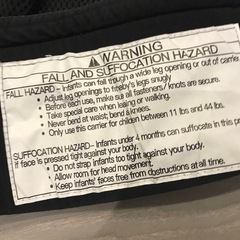 WARNING
FALL AND SUFFOCATION HAZARD
FALL HAZARD - Infants can fall through a wide leg opening or out of carrier
• Adjust leg openings to fit baby's legs snugly
• Before each use, make sure all fasteners/knots are secure.
• Take special care when leaning or walking.
• Never bend at waist; bend at knees.
• Only use this carrier for children between 11 lbs and 44 lbs.
SUFFOCATION HAZARD - Infants under 4 months can suffocate in this
if face is pressed tight against your body.
• Do not strap infants too tight against your body.
• Allow room for head movement.
• Keep infants' faces free from obstructions at all time.